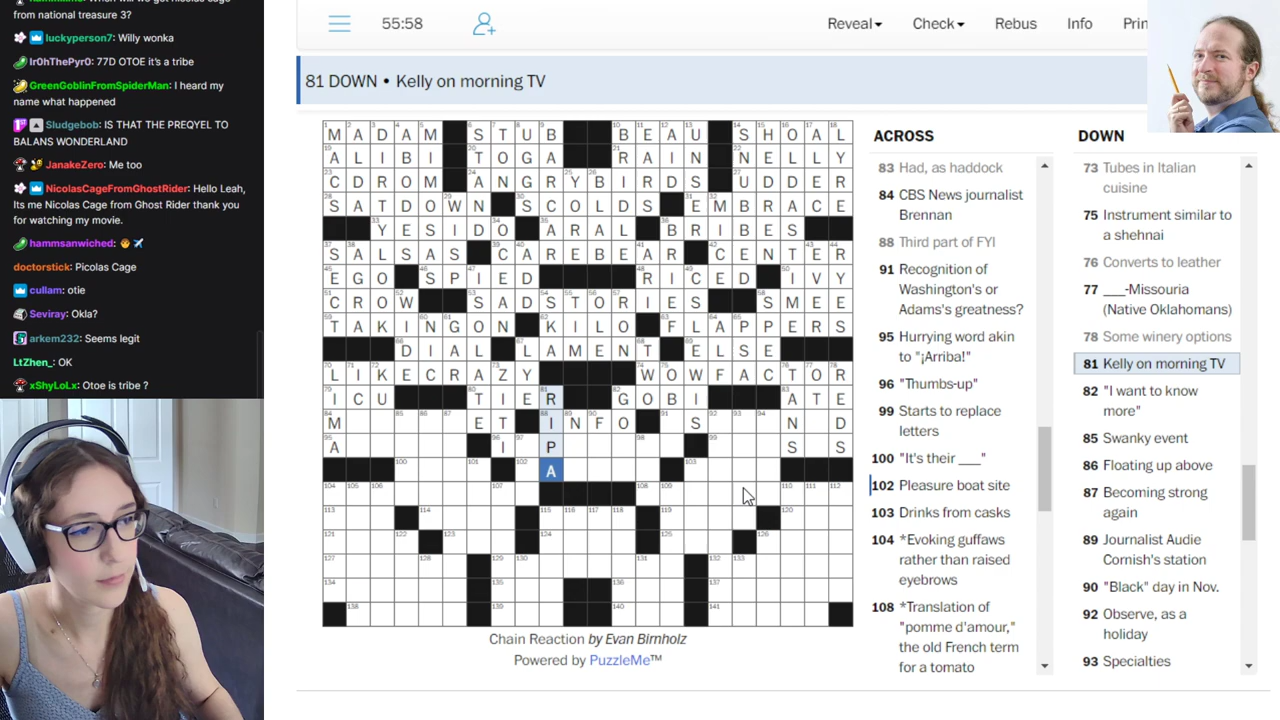 from national treasure 3?
luckyperson7: Willy wonka
Ir0hThePyr0: 77D OTOE it's a tribe
GreenGoblinFromSpiderMan: I heard my
name what happened
Sludgebob: IS THAT THE PREQYEL TO
BALANS WONDERLAND
JanakeZero: Me too
NicolasCageFromGhostRider: Hello Leah,
Its me Nicolas Cage from Ghost Rider thank you
for watching my movie.
hammsanwiched:
doctorstick: Picolas Cage
cullam: otie
Seviray: Okla?
arkem232: Seems legit
LtZhen_: OK
xShyLoLx: Otoe is tribe ?
55:58
Reveal
Check
Rebus
Info
Prin
81 DOWN • Kelly on morning TV
MADAM STUB BEAU SHOAL
ALIBI TOGA RAIN NELLY
CDROM ANGRYBIRDS UDDER
SATDOWN SCOLDS EMBRACE
YESIDO ARAL BRIBES
SALSAS CAREBEAR CENTER
EGO SPIED RICED IVY
CROW SADSTORIES SMEE
TAKINGON KILO FLAPPERS
DIAL LAMENT ELSE
LIKECRAZY WOWFACTOR
ICU TIER GOBI ATE
M ET INFO S N D
A I P S S
A
Chain Reaction by Evan Birnholz
Powered by PuzzleMe™
ACROSS
83 Had, as haddock
84 CBS News journalist
Brennan
88 Third part of FYI
91 Recognition of
Washington's or
Adams's greatness?
95 Hurrying word akin
to "¡Arriba!"
96 "Thumbs-up"
99 Starts to replace
letters
100 "It's their ___"
102 Pleasure boat site
103 Drinks from casks
104 *Evoking guffaws
rather than raised
eyebrows
108 *Translation of
"pomme d'amour,"
the old French term
for a tomato
DOWN
73 Tubes in Italian
cuisine
75 Instrument similar to
a shehnai
76 Converts to leather
77 ___-Missouria
(Native Oklahomans)
78 Some winery options
81 Kelly on morning TV
82 "I want to know
more"
85 Swanky event
86 Floating up above
87 Becoming strong
again
89 Journalist Audie
Cornish's station
90 "Black" day in Nov.
92 Observe, as a
holiday
93 Specialties